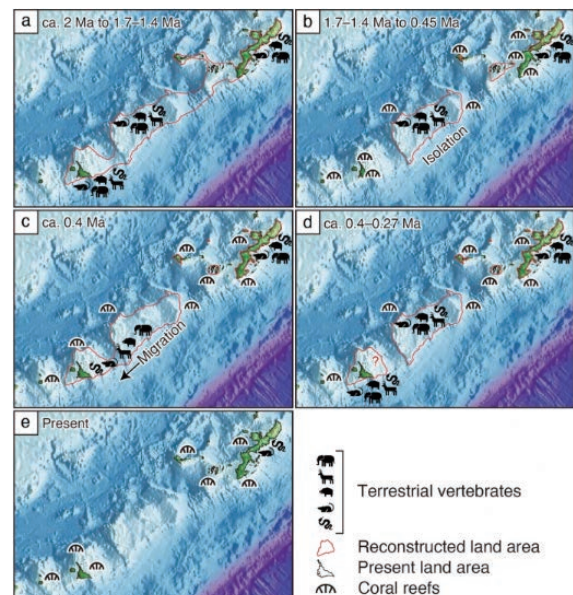 a ca. 2 Ma to 1.7–1.4 Ma
b 1.7–1.4 Ma to 0.45 Ma
Isolation
c ca. 0.4 Ma
Migration
d ca. 0.4–0.27 Ma
?
e Present
Terrestrial vertebrates
Reconstructed land area
Present land area
Coral reefs